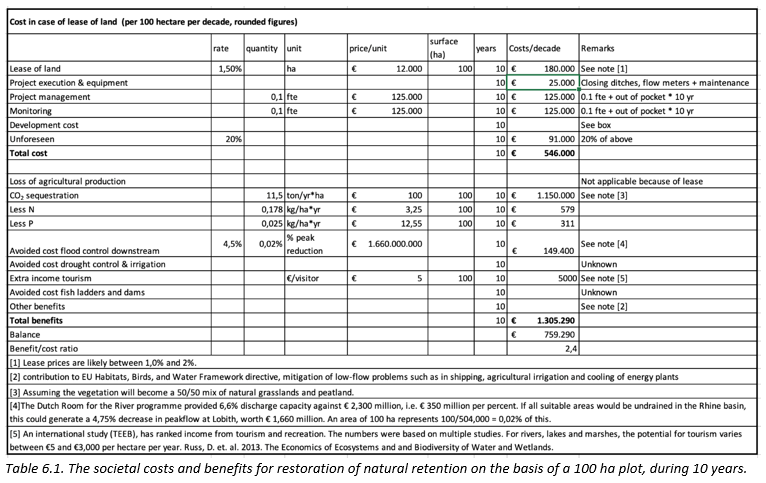 Cost in case of lease of land (per 100 hectare per decade, rounded figures)
rate quantity unit price/unit surface (ha) years Costs/decade Remarks
Lease of land 1,50% ha € 12.000 100 10 € 180.000 See note [1]
Project execution & equipment 10 € 25.000 Closing ditches, flow meters + maintenance
Project management 0,1 fte € 125.000 10 € 125.000 0.1 fte + out of pocket * 10 yr
Monitoring 0,1 fte € 125.000 10 € 125.000 0.1 fte + out of pocket * 10 yr
Development cost 10 See box
Unforeseen 20% 10 € 91.000 20% of above
Total cost 10 € 546.000
Loss of agricultural production Not applicable because of lease
CO₂ sequestration 11,5 ton/yr*ha € 100 100 10 € 1.150.000 See note [3]
Less N 0,178 kg/ha*yr € 3,25 100 10 € 579
Less P 0,025 kg/ha*yr € 12,55 100 10 € 311
Avoided cost flood control downstream 4,5% 0,02% % peak reduction € 1.660.000.000 10 € 149.400 See note [4]
Avoided cost drought control & irrigation 10 Unknown
Extra income tourism €/visitor € 5 100 10 5000 See note [5]
Avoided cost fish ladders and dams 10 Unknown
Other benefits 10 See note [2]
Total benefits 10 € 1.305.290
Balance € 759.290
Benefit/cost ratio 2,4
[1] Lease prices are likely between 1,0% and 2%.
[2] contribution to EU Habitats, Birds, and Water Framework directive, mitigation of low-flow problems such as in shipping, agricultural irrigation and cooling of energy plants
[3] Assuming the vegetation will become a 50/50 mix of natural grasslands and peatland.
[4]The Dutch Room for the River programme provided 6,6% discharge capacity against € 2,300 million, i.e. € 350 million per percent. If all suitable areas would be undrained in the Rhine basin,
this could generate a 4,75% decrease in peakflow at Lobith, worth € 1,660 million. An area of 100 ha represents 100/504,000 = 0,02% of this.
[5] An international study (TEEB), has ranked income from tourism and recreation. The numbers were based on multiple studies. For rivers, lakes and marshes, the potential for tourism varies
between €5 and €3,000 per hectare per year. Russ, D. et. al. 2013. The Economics of Ecosystems and and Biodiversity of Water and Wetlands.
Table 6.1. The societal costs and benefits for restoration of natural retention on the basis of a 100 ha plot, during 10 years.